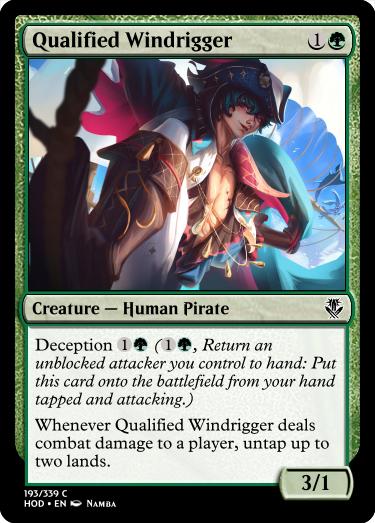 Qualified Windrigger 1
Creature — Human Pirate
Deception 1 (1, Return an
unblocked attacker you control to hand: Put
this card onto the battlefield from your hand
tapped and attacking.)
Whenever Qualified Windrigger deals
combat damage to a player, untap up to
two lands.
3/1
193/339 C
HOD • EN Namba